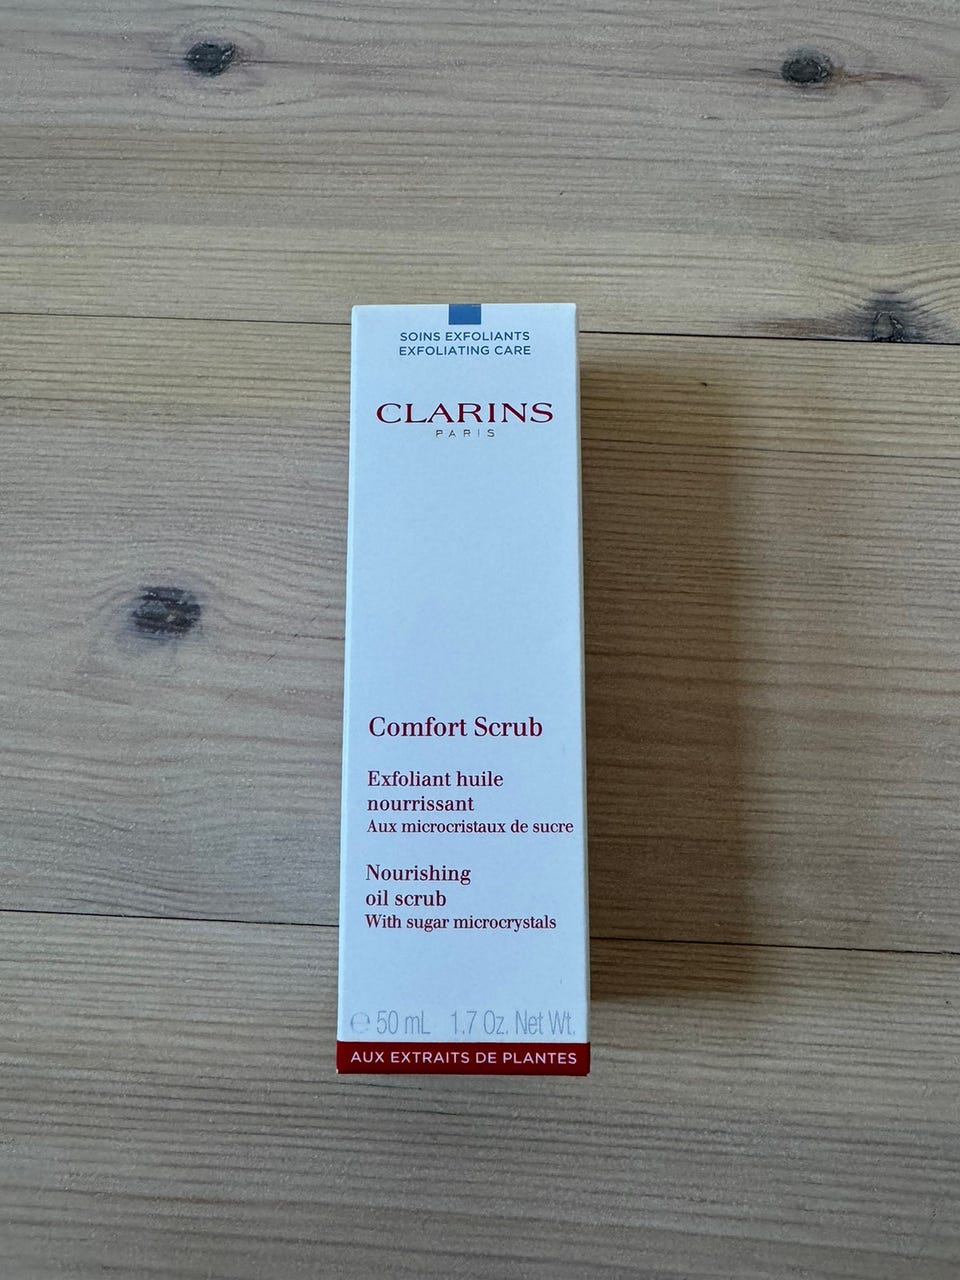 SOINS EXFOLIANTS
EXFOLIATING CARE
CLARINS
PARIS
Comfort Scrub
Exfoliant huile
nourrissant
Aux microcristaux de sucre
Nourishing
oil scrub
With sugar microcrystals
℮ 50 mL 1.7 Oz. Net Wt.
AUX EXTRAITS DE PLANTES